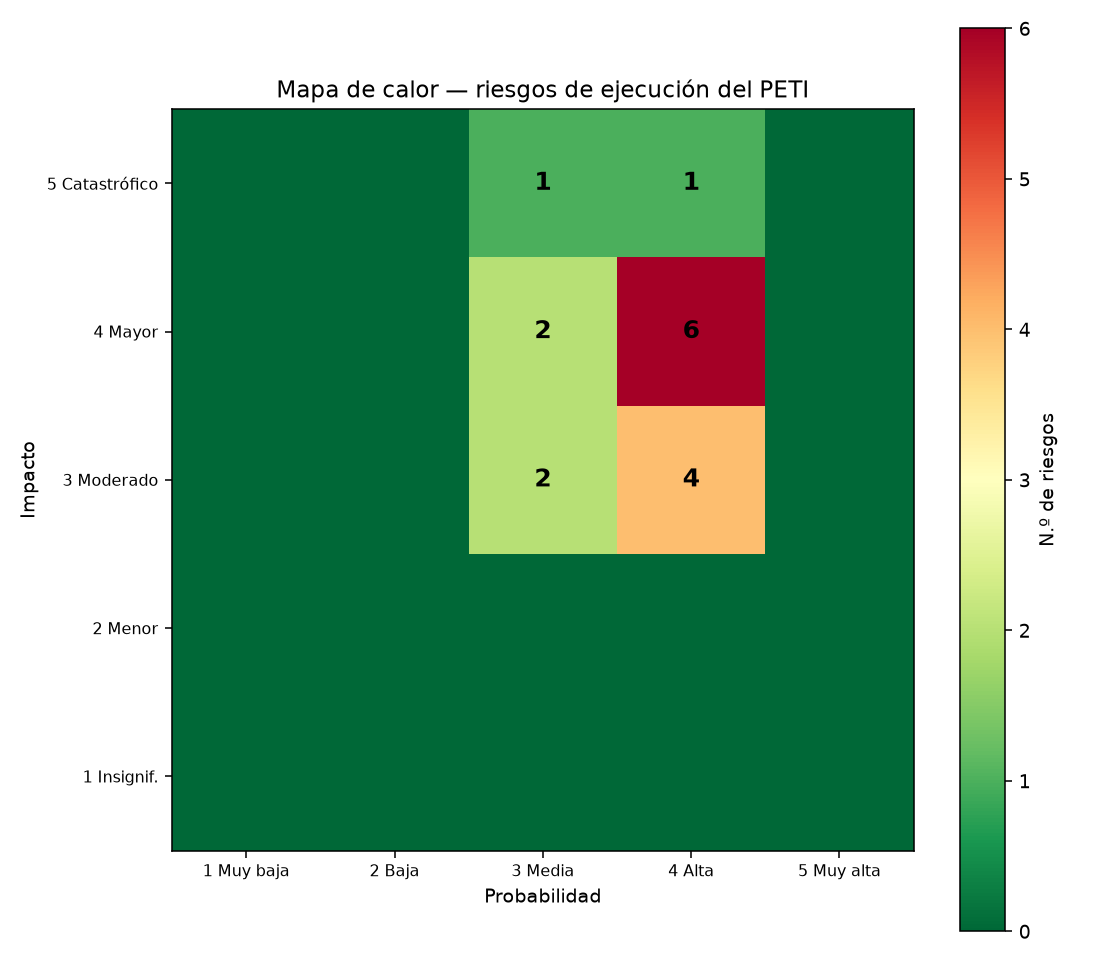 Mapa de calor — riesgos de ejecución del PETI
5 Catastrófico
4 Mayor
3 Moderado
2 Menor
1 Insignif.
Impacto
1 1
2 6
2 4
1 Muy baja 2 Baja 3 Media 4 Alta 5 Muy alta
Probabilidad
6
5
4
3
2
1
0
N.º de riesgos